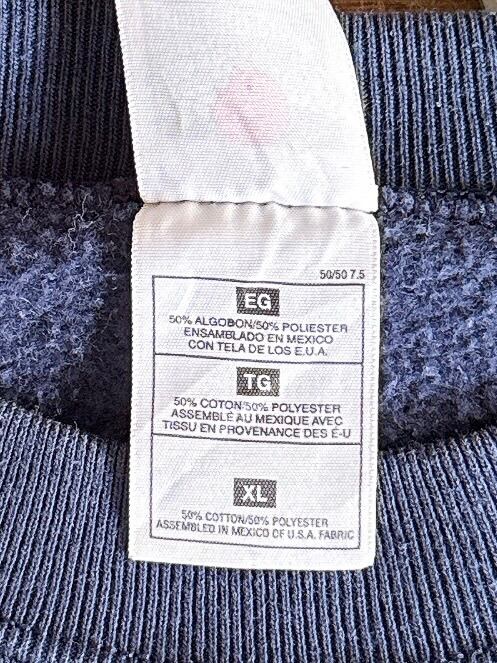 50/50 7.5
EG
50% ALGOBON/50% POLIESTER
ENSAMBLADO EN MEXICO
CON TELA DE LOS E.U.A.
TG
50% COTON/50% POLYESTER
ASSEMBLÉ AU MEXIQUE AVEC
TISSU EN PROVENANCE DES É-U
XL
50% COTTON/50% POLYESTER
ASSEMBLED IN MEXICO OF U.S.A. FABRIC